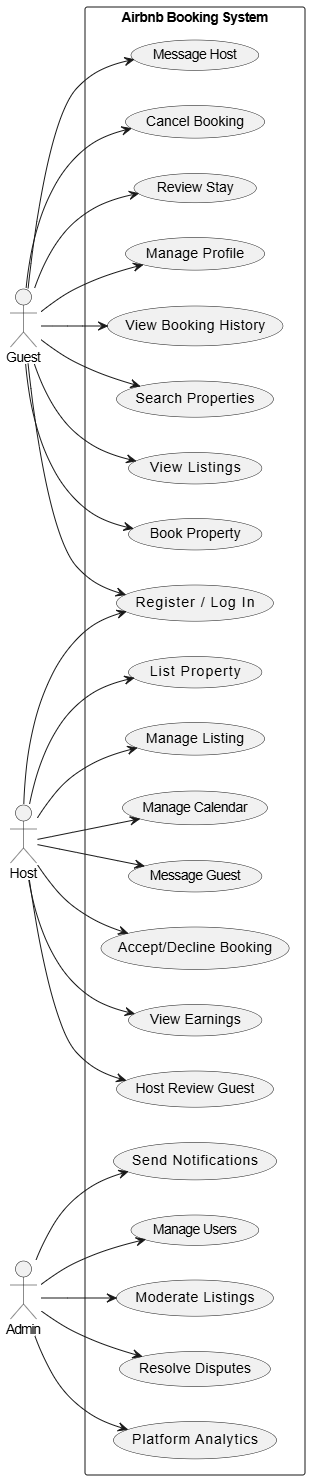 Airbnb Booking System
Message Host
Cancel Booking
Review Stay
Manage Profile
View Booking History
Guest
Search Properties
View Listings
Book Property
Register / Log In
List Property
Manage Listing
Manage Calendar
Host
Message Guest
Accept/Decline Booking
View Earnings
Host Review Guest
Send Notifications
Manage Users
Moderate Listings
Admin
Resolve Disputes
Platform Analytics